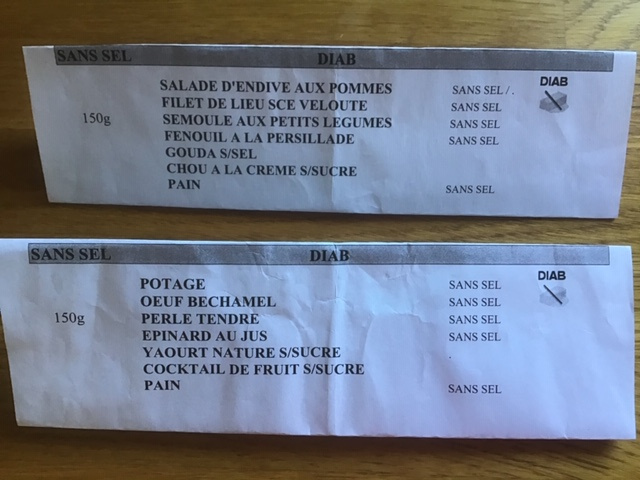 SANS SEL DIAB
SALADE D'ENDIVE AUX POMMES SANS SEL / . DIAB
FILET DE LIEU SCE VELOUTE SANS SEL
150g SEMOULE AUX PETITS LEGUMES SANS SEL
FENOUIL A LA PERSILLADE SANS SEL
GOUDA S/SEL
CHOU A LA CREME S/SUCRE
PAIN SANS SEL
SANS SEL DIAB
POTAGE SANS SEL DIAB
OEUF BECHAMEL SANS SEL
150g PERLE TENDRE SANS SEL
EPINARD AU JUS SANS SEL
YAOURT NATURE S/SUCRE
COCKTAIL DE FRUIT S/SUCRE
PAIN SANS SEL